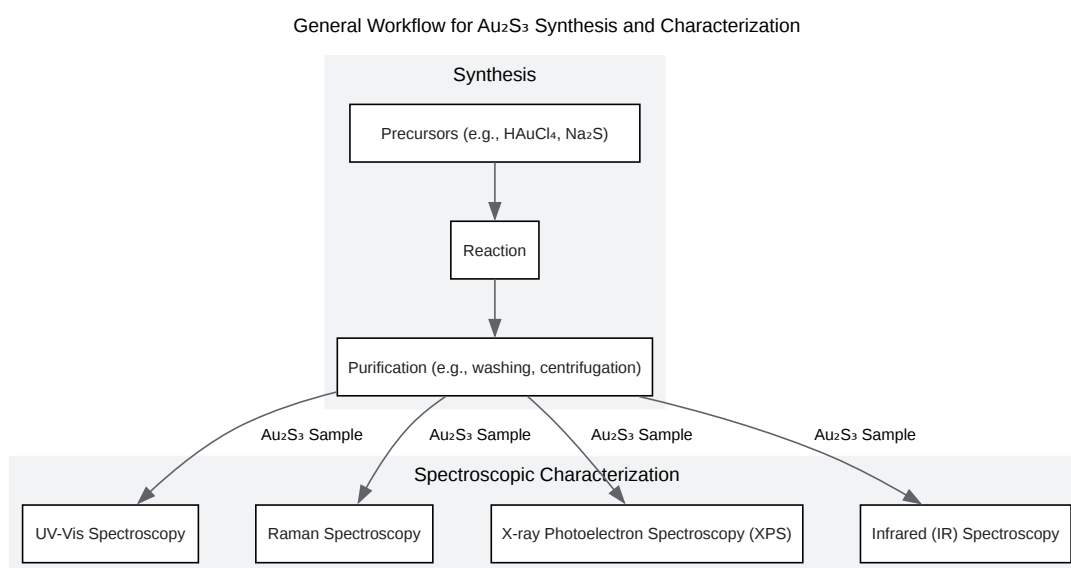 General Workflow for Au₂S₃ Synthesis and Characterization
Synthesis
Precursors (e.g., HAuCl₄, Na₂S)
Reaction
Purification (e.g., washing, centrifugation)
Au₂S₃ Sample
Au₂S₃ Sample
Au₂S₃ Sample
Au₂S₃ Sample
Spectroscopic Characterization
UV-Vis Spectroscopy
Raman Spectroscopy
X-ray Photoelectron Spectroscopy (XPS)
Infrared (IR) Spectroscopy